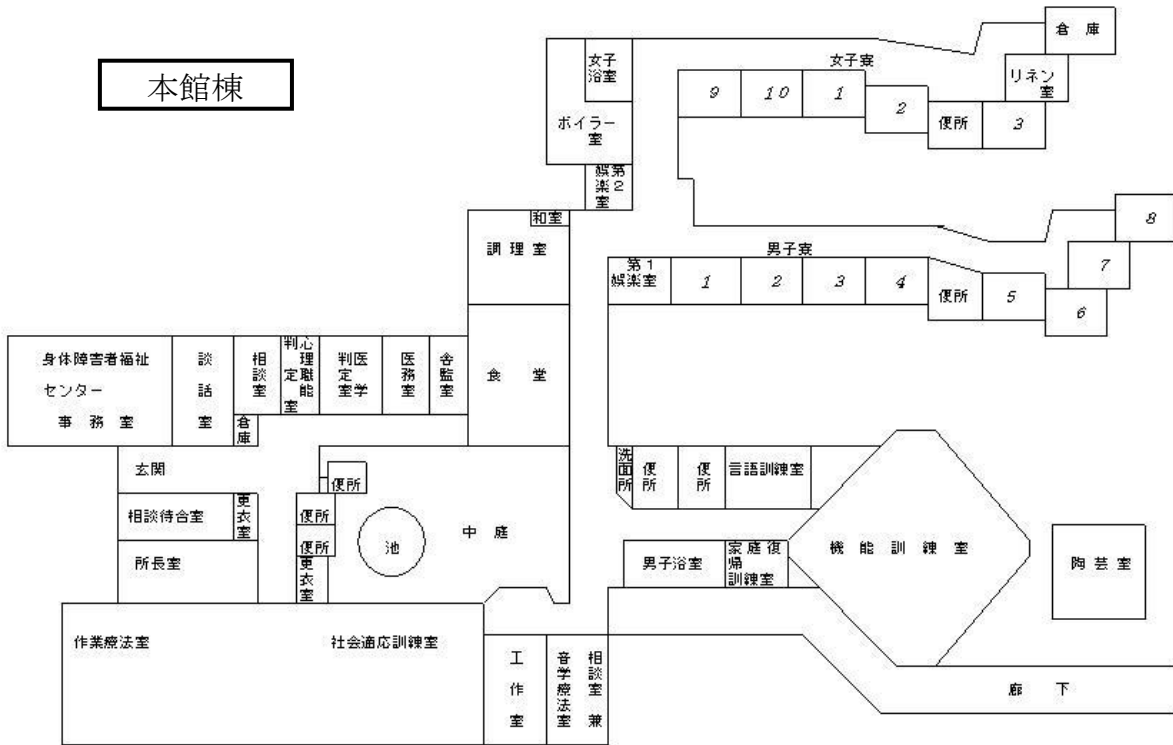 本館棟
倉庫
女子浴室
女子寮
リネン室
9
10
1
2
便所
3
ボイラー室
第2娯楽室
和室
調理室
8
男子寮
7
第1娯楽室
1
2
3
4
便所
5
6
身体障害者福祉
センター
事務室
談話室
相談室
心理職能判定室
医学判定室
医務室
舎監室
食堂
倉庫
玄関
便所
洗面所
便所
便所
言語訓練室
相談待合室
更衣室
便所
中庭
池
便所
所長室
更衣室
男子浴室
家庭復帰訓練室
機能訓練室
陶芸室
作業療法室
社会適応訓練室
工作室
相談室兼
音学療法室
廊下